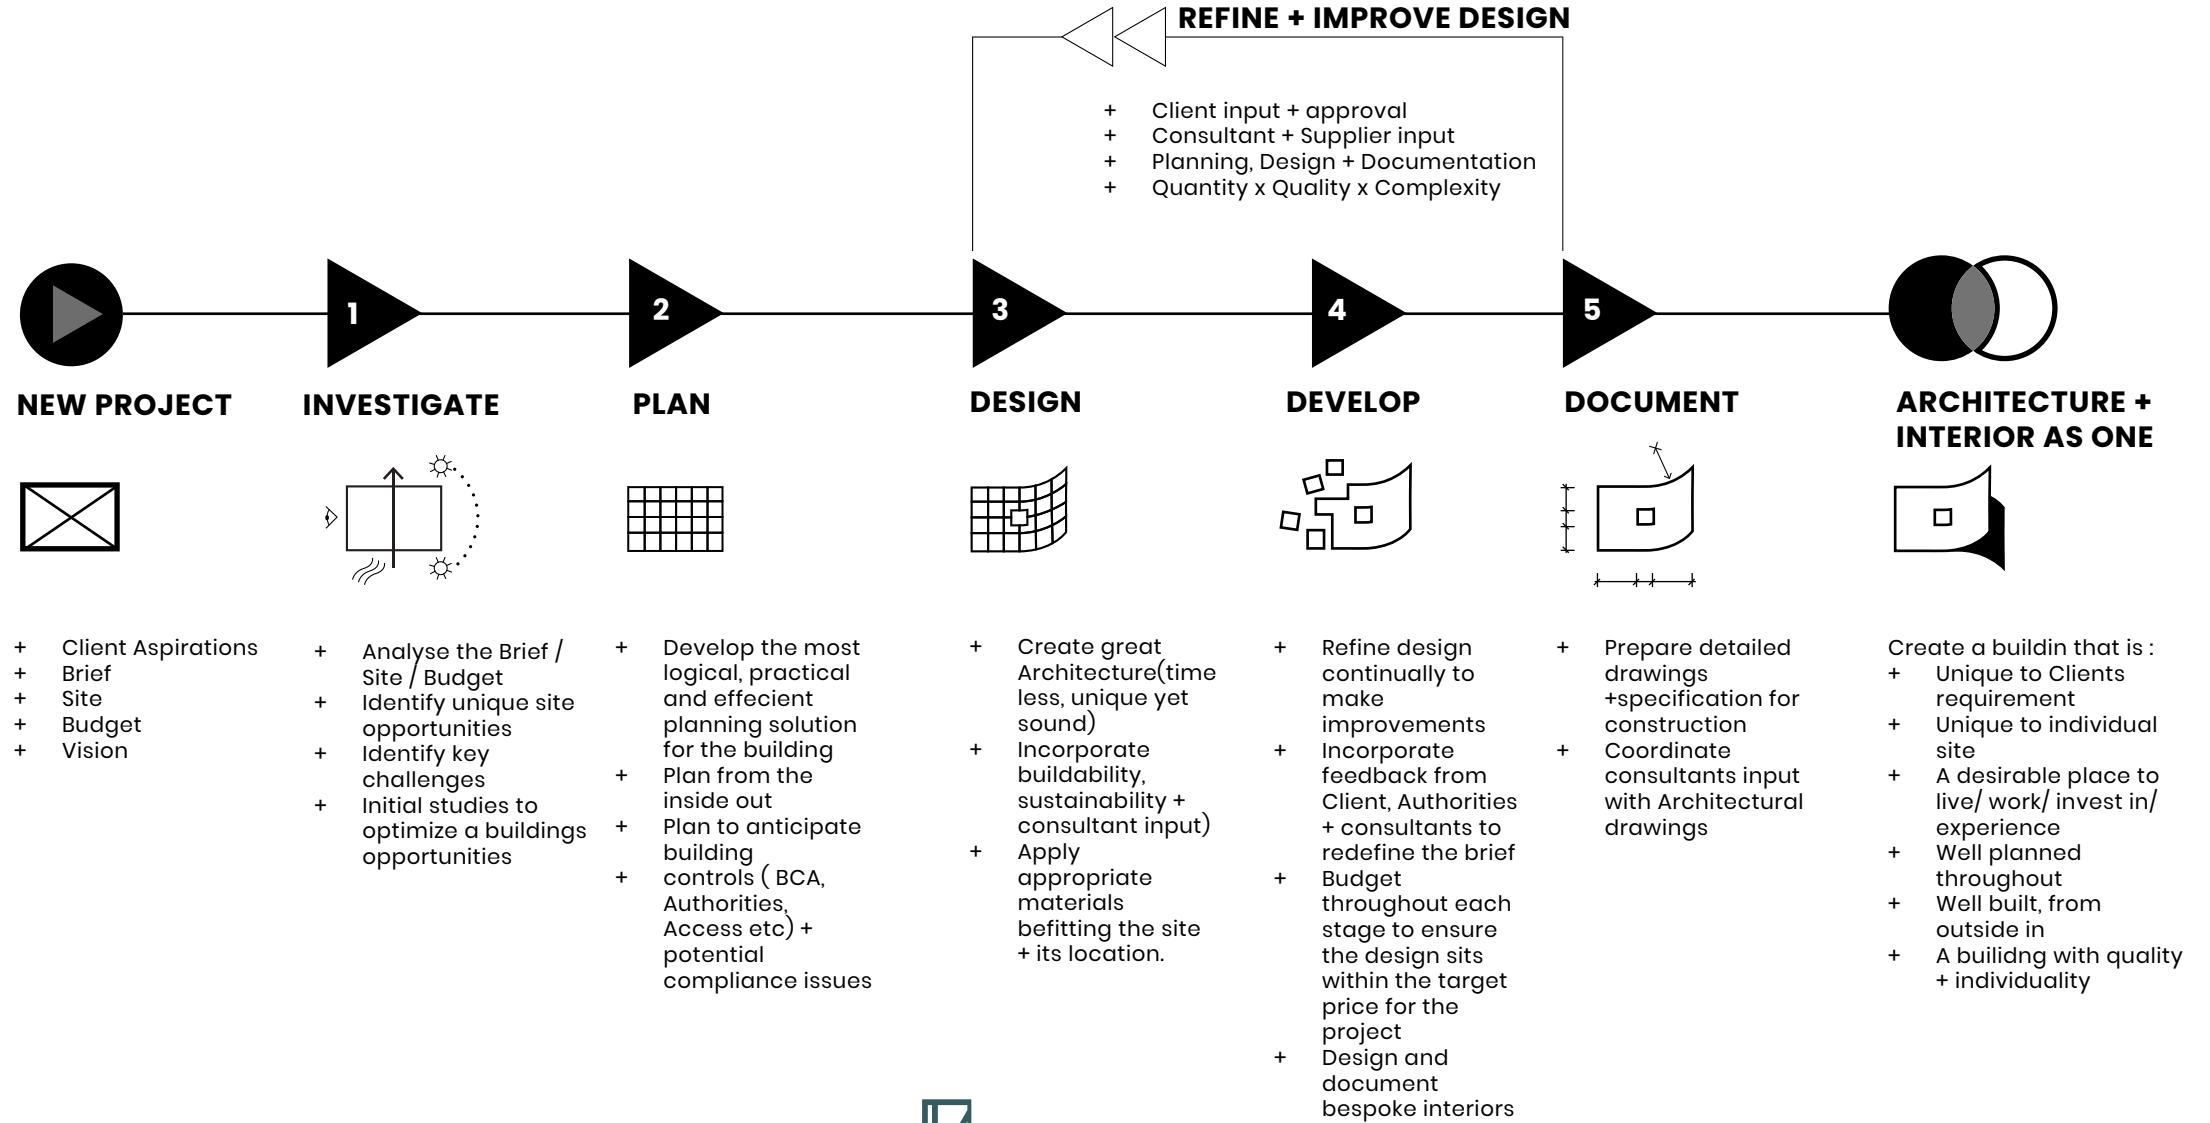 REFINE + IMPROVE DESIGN
+ Client input + approval
+ Consultant + Supplier input
+ Planning, Design + Documentation
+ Quantity x Quality x Complexity
1
2
3
4
5
NEW PROJECT
+ Client Aspirations
+ Brief
+ Site
+ Budget
+ Vision
INVESTIGATE
+ Analyse the Brief /
Site / Budget
+ Identify unique site
opportunities
+ Identify key
challenges
+ Initial studies to
optimize a buildings
opportunities
PLAN
+ Develop the most
logical, practical
and effecient
planning solution
for the building
+ Plan from the
inside out
+ Plan to anticipate
building
+ controls ( BCA,
Authorities,
Access etc) +
potential
compliance issues
DESIGN
+ Create great
Architecture(time
less, unique yet
sound)
+ Incorporate
buildability,
sustainability +
consultant input)
+ Apply
appropriate
materials
befitting the site
+ its location.
DEVELOP
+ Refine design
continually to
make
improvements
+ Incorporate
feedback from
Client, Authorities
+ consultants to
redefine the brief
+ Budget
throughout each
stage to ensure
the design sits
within the target
price for the
project
+ Design and
document
bespoke interiors
DOCUMENT
+ Prepare detailed
drawings
+specification for
construction
+ Coordinate
consultants input
with Architectural
drawings
ARCHITECTURE +
INTERIOR AS ONE
Create a buildin that is :
+ Unique to Clients
requirement
+ Unique to individual
site
+ A desirable place to
live/ work/ invest in/
experience
+ Well planned
throughout
+ Well built, from
outside in
+ A builidng with quality
+ individuality